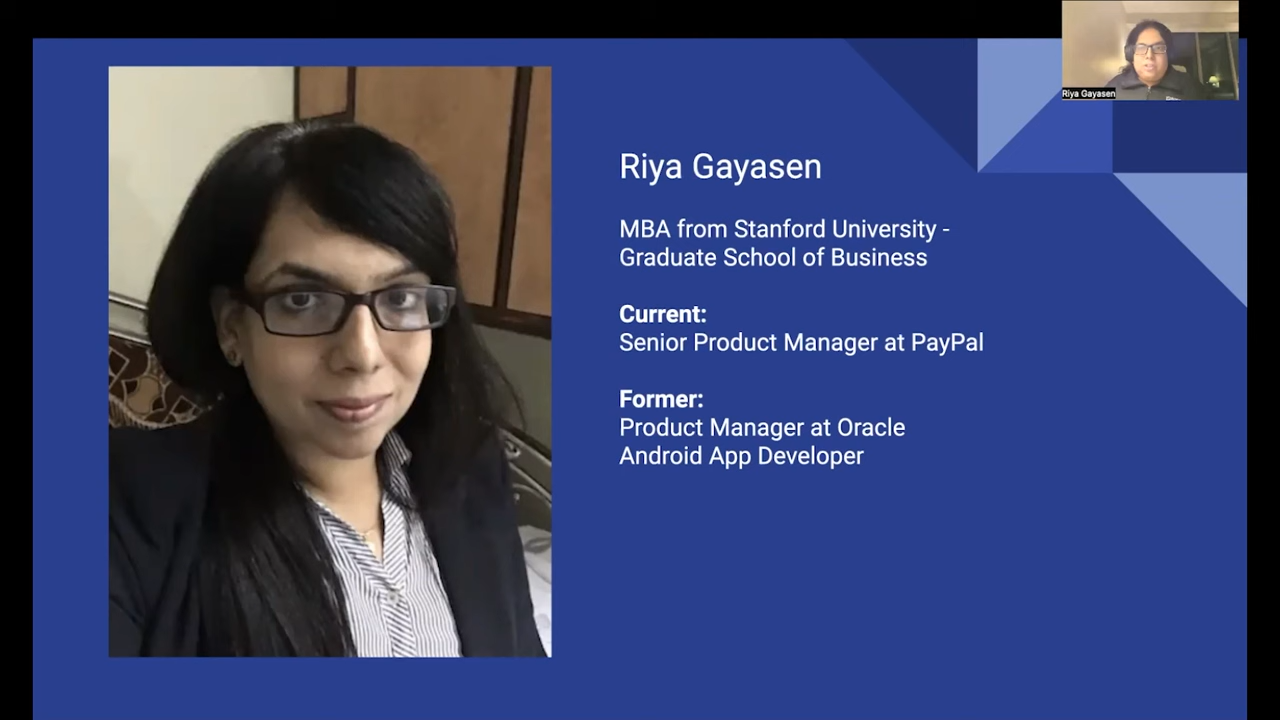 Riya Gayasen
Riya Gayasen
MBA from Stanford University -
Graduate School of Business
Current:
Senior Product Manager at PayPal
Former:
Product Manager at Oracle
Android App Developer